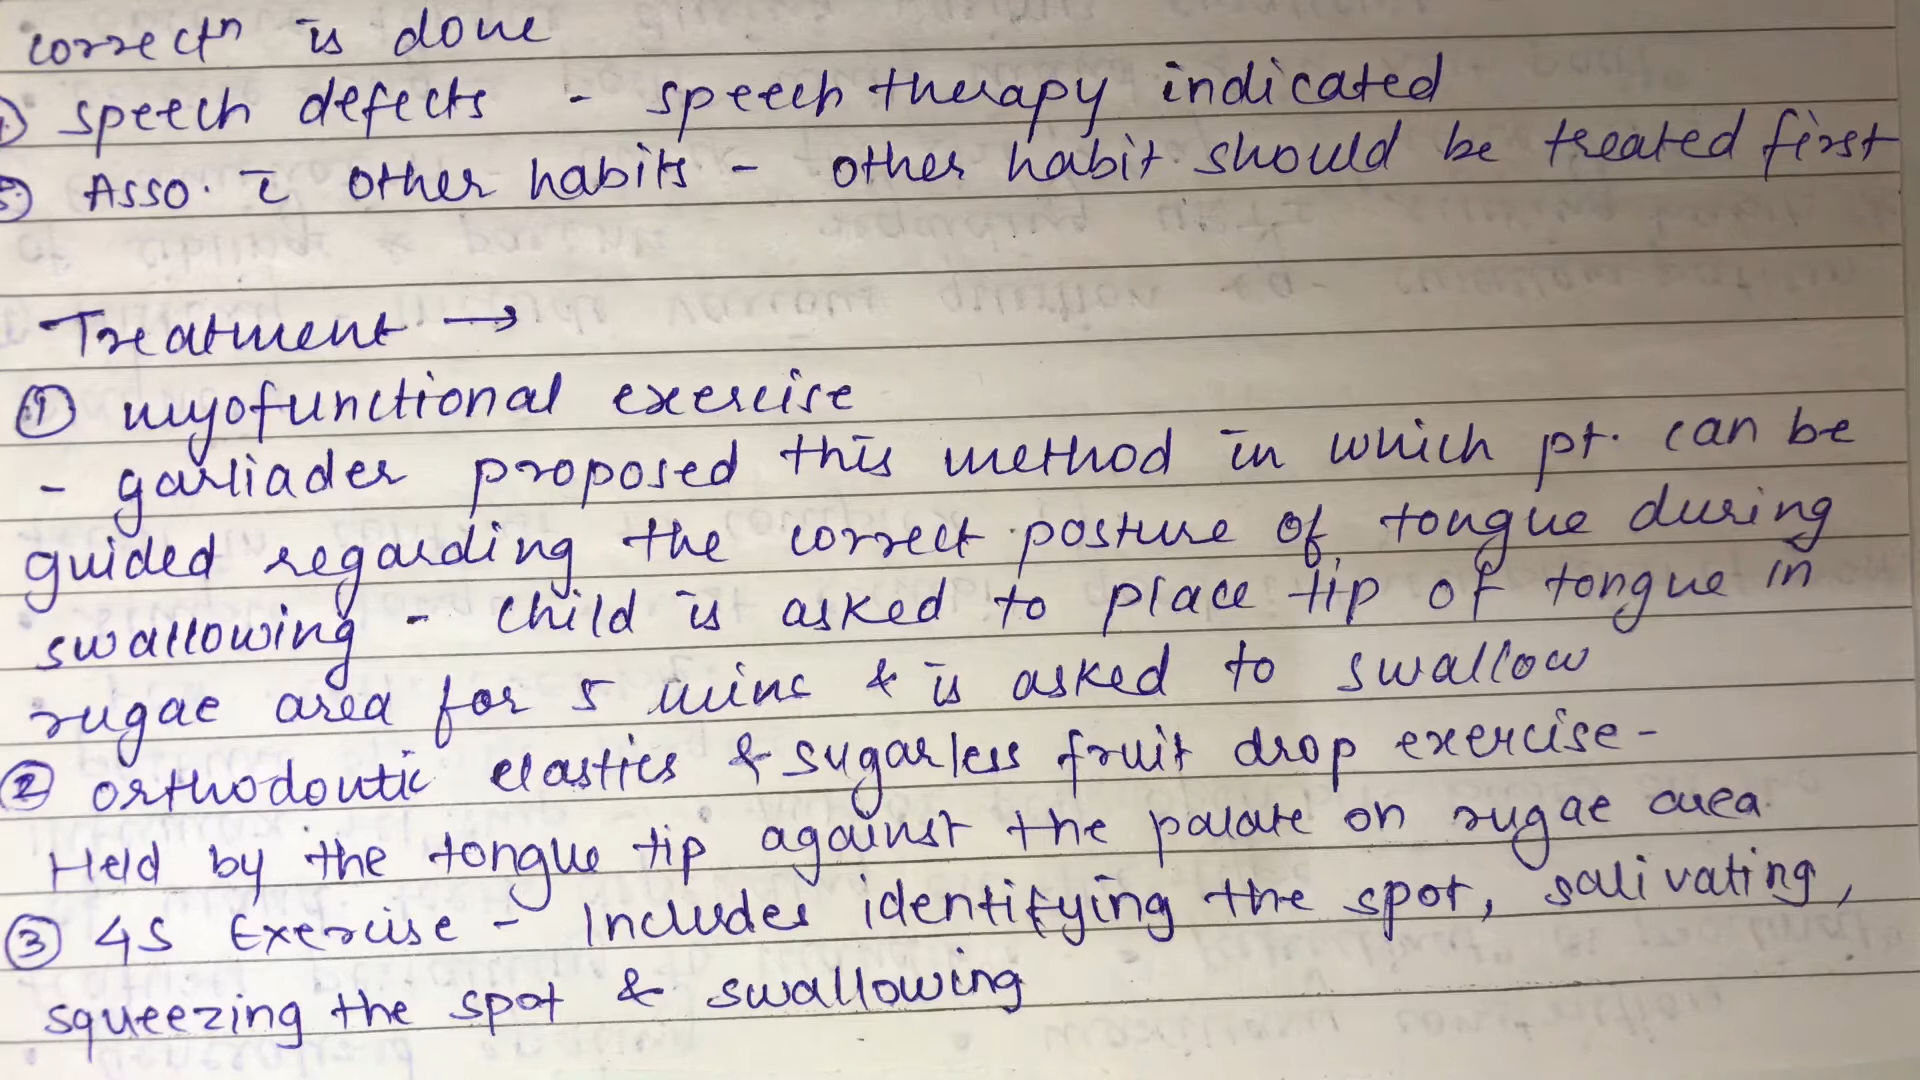 correctn is done
4) speech defects - speech therapy indicated
5) Asso. c̄ other habits - other habit should be treated first
Treatment →
① myofunctional exercise
- garliader proposed this method in which pt. can be
guided regarding the correct posture of tongue during
swallowing - child is asked to place tip of tongue in
rugae area for 5 mins & is asked to swallow
② orthodontic elastics & sugarless fruit drop exercise -
Held by the tongue tip against the palate on rugae area.
③ 4S Exercise - Includes identifying the spot, salivating,
squeezing the spot & swallowing